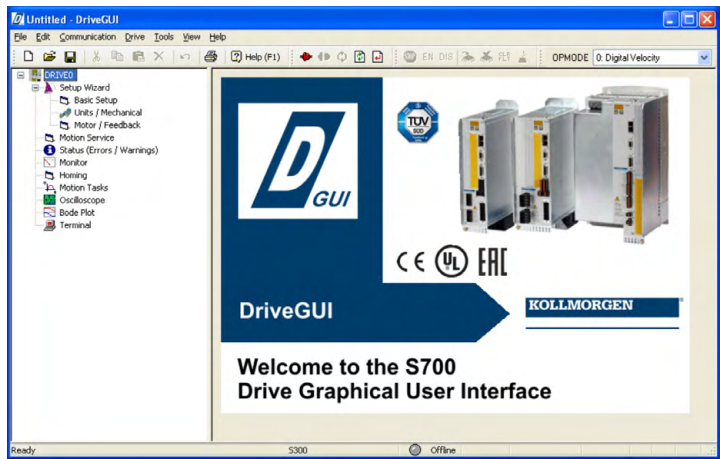 Untitled - DriveGUI
File Edit Communication Drive Tools View Help
Help (F1) EN DIS OPMODE 0: Digital Velocity
DRIVE0
Setup Wizard
Basic Setup
Units / Mechanical
Motor / Feedback
Motion Service
Status (Errors / Warnings)
Monitor
Homing
Motion Tasks
Oscilloscope
Bode Plot
Terminal
D
GUI
TÜV
SÜD
CE UL EAC
DriveGUI
KOLLMORGEN
Welcome to the S700
Drive Graphical User Interface
Ready S300 Offline